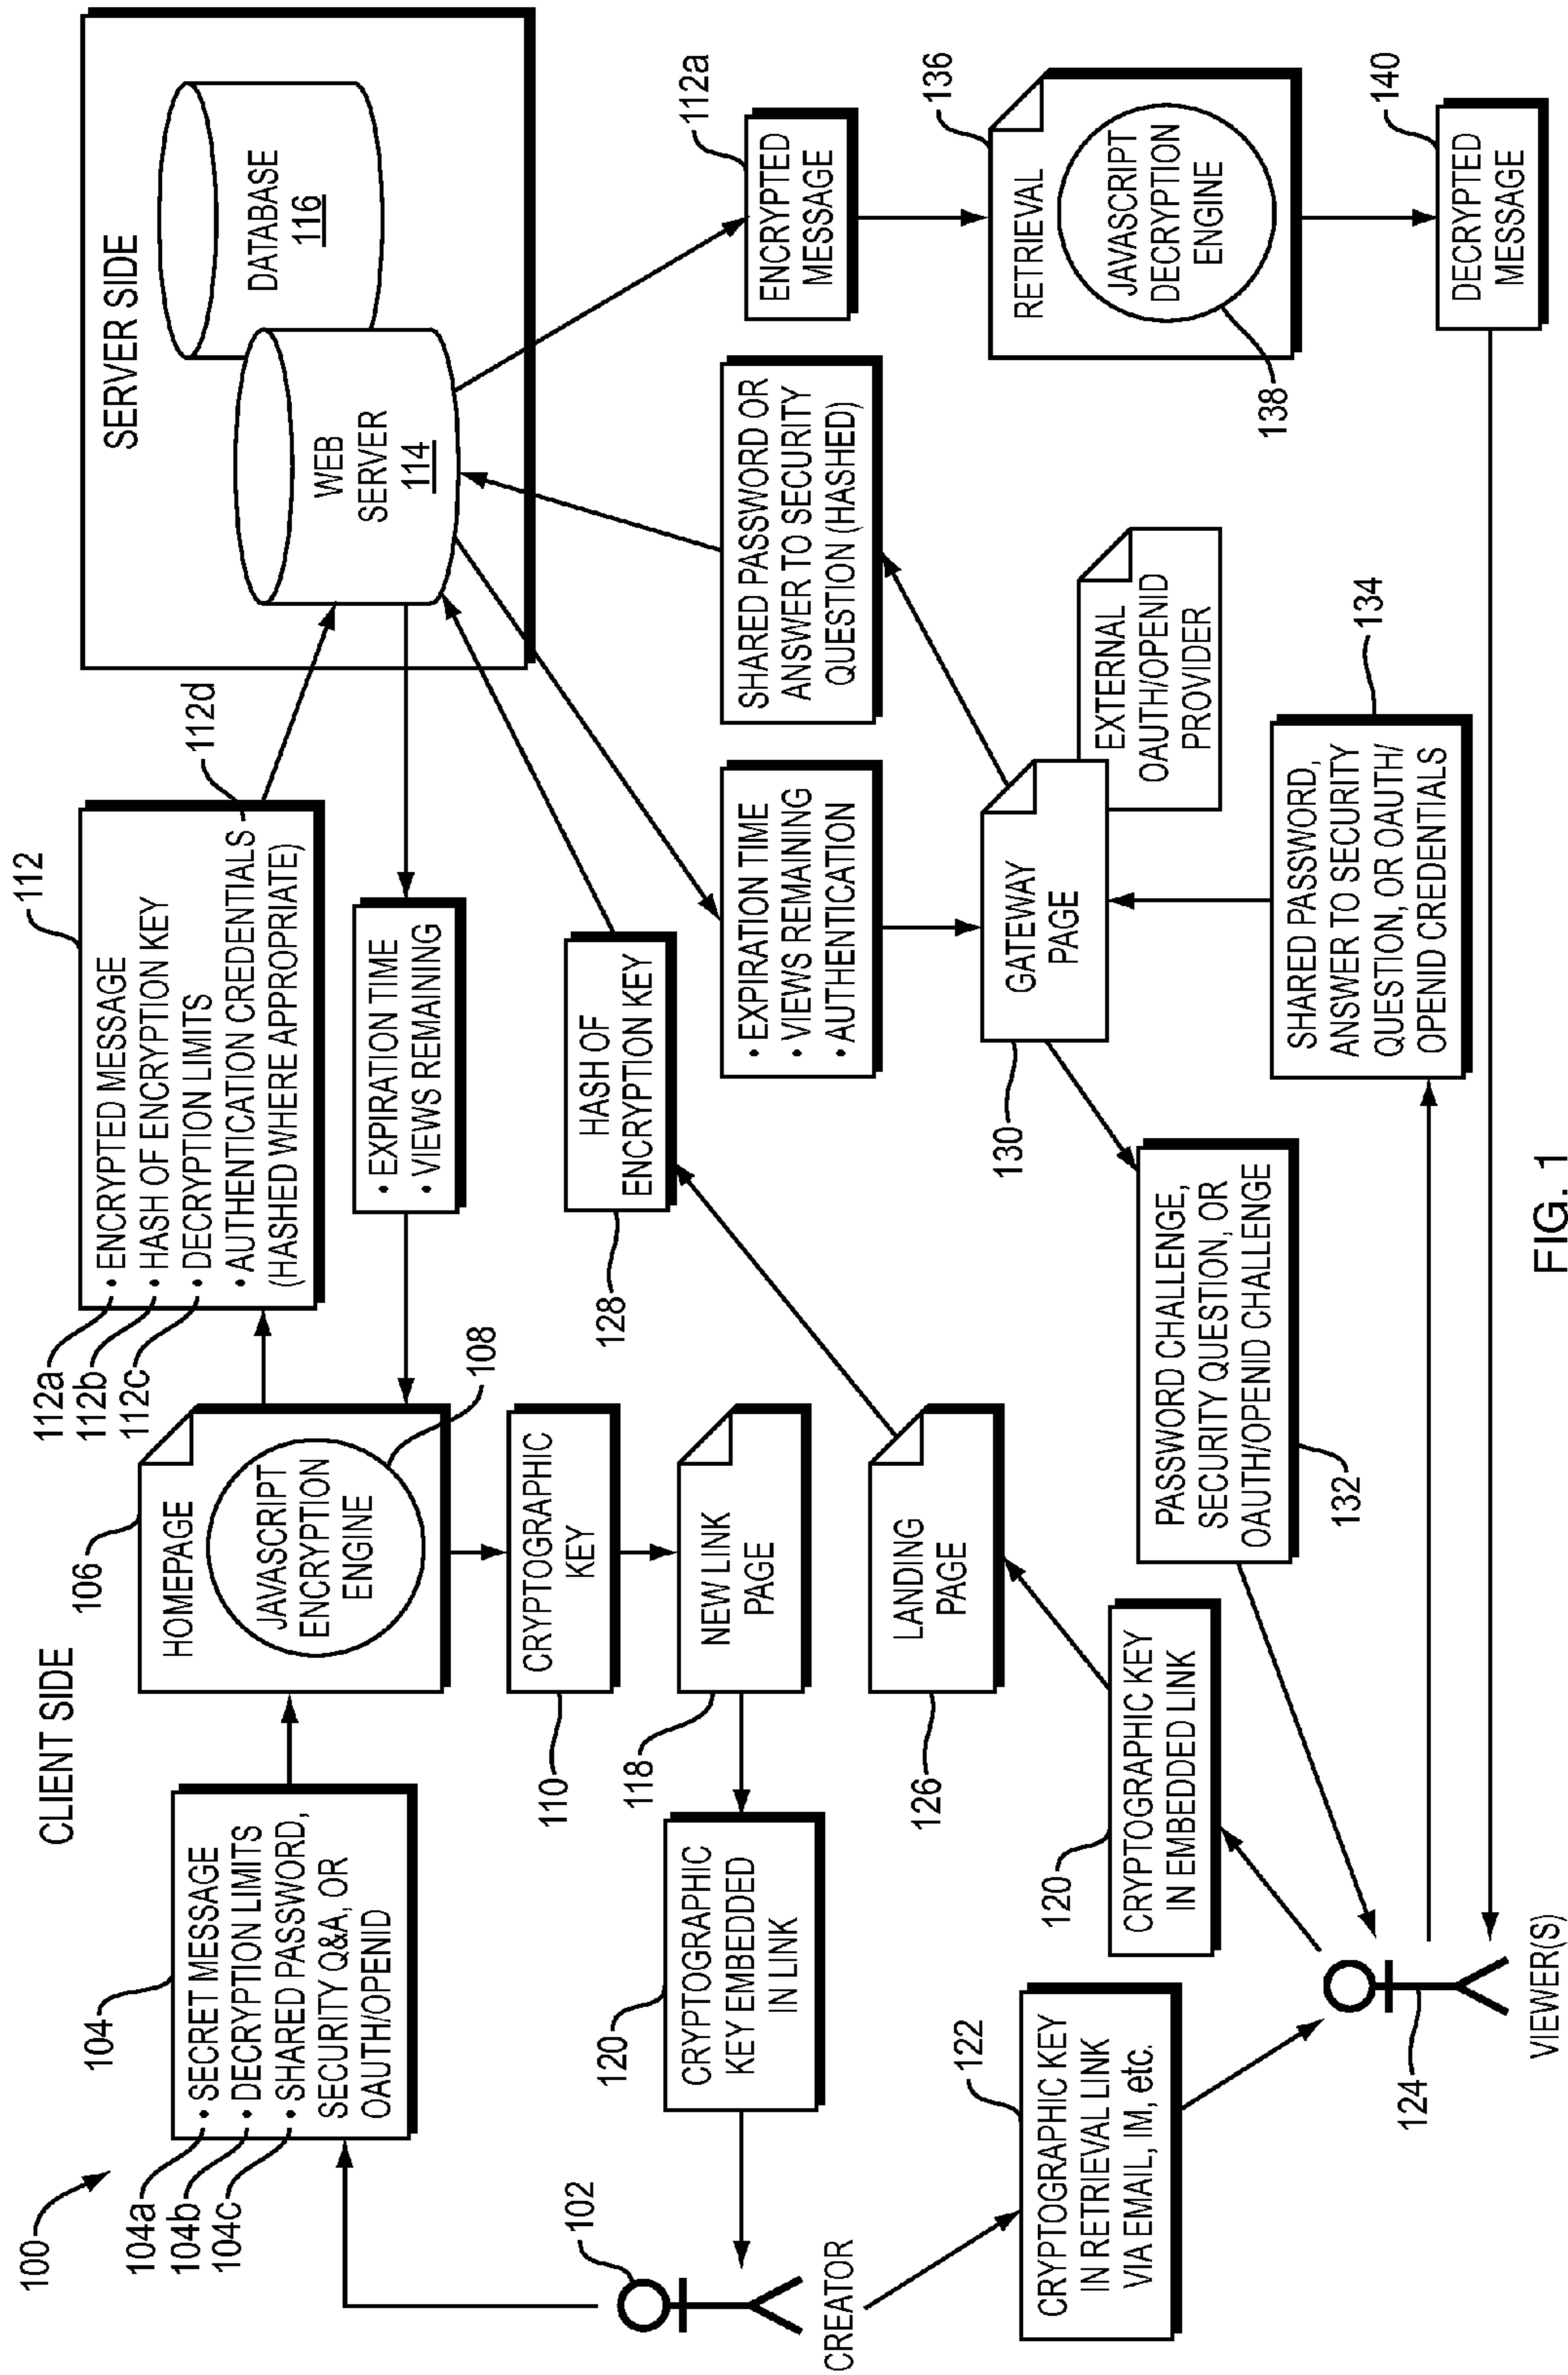 100
CLIENT SIDE
SERVER SIDE
104
104a
104b
104c
• SECRET MESSAGE
• DECRYPTION LIMITS
• SHARED PASSWORD,
SECURITY Q&A, OR
OAUTH/OPENID
106
HOMEPAGE
JAVASCRIPT
ENCRYPTION
ENGINE
108
112
112a
112b
112c
112d
• ENCRYPTED MESSAGE
• HASH OF ENCRYPTION KEY
• DECRYPTION LIMITS
• AUTHENTICATION CREDENTIALS
(HASHED WHERE APPROPRIATE)
DATABASE
116
WEB
SERVER
114
• EXPIRATION TIME
• VIEWS REMAINING
CRYPTOGRAPHIC
KEY
110
NEW LINK
PAGE
118
120
CRYPTOGRAPHIC
KEY EMBEDDED
IN LINK
102
CREATOR
HASH OF
ENCRYPTION KEY
128
LANDING
PAGE
126
• EXPIRATION TIME
• VIEWS REMAINING
• AUTHENTICATION
SHARED PASSWORD OR
ANSWER TO SECURITY
QUESTION (HASHED)
112a
ENCRYPTED
MESSAGE
122
CRYPTOGRAPHIC KEY
IN RETRIEVAL LINK
VIA EMAIL, IM, etc.
120
CRYPTOGRAPHIC KEY
IN EMBEDDED LINK
PASSWORD CHALLENGE,
SECURITY QUESTION, OR
OAUTH/OPENID CHALLENGE
132
GATEWAY
PAGE
130
EXTERNAL
OAUTH/OPENID
PROVIDER
136
RETRIEVAL
JAVASCRIPT
DECRYPTION
ENGINE
138
134
SHARED PASSWORD,
ANSWER TO SECURITY
QUESTION, OR OAUTH/
OPENID CREDENTIALS
140
DECRYPTED
MESSAGE
124
VIEWER(S)
FIG. 1